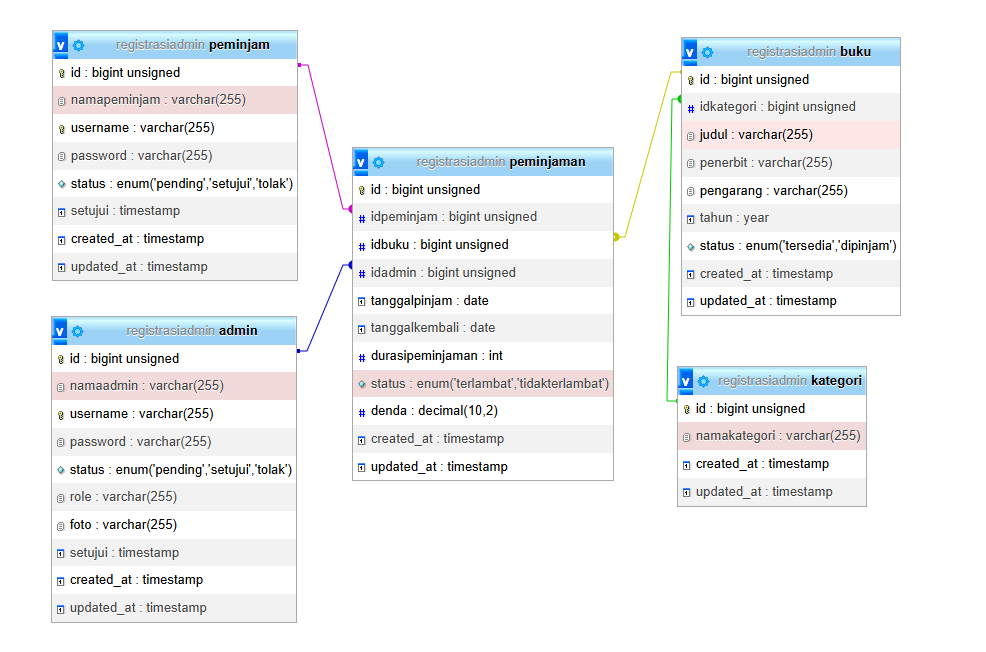 registrasiadmin peminjam
id : bigint unsigned
namapeminjam : varchar(255)
username : varchar(255)
password : varchar(255)
status : enum('pending','setujui','tolak')
setujui : timestamp
created_at : timestamp
updated_at : timestamp
registrasiadmin admin
id : bigint unsigned
namaadmin : varchar(255)
username : varchar(255)
password : varchar(255)
status : enum('pending','setujui','tolak')
role : varchar(255)
foto : varchar(255)
setujui : timestamp
created_at : timestamp
updated_at : timestamp
registrasiadmin peminjaman
id : bigint unsigned
idpeminjam : bigint unsigned
idbuku : bigint unsigned
idadmin : bigint unsigned
tanggalpinjam : date
tanggalkembali : date
durasipeminjaman : int
status : enum('terlambat','tidakterlambat')
denda : decimal(10,2)
created_at : timestamp
updated_at : timestamp
registrasiadmin buku
id : bigint unsigned
idkategori : bigint unsigned
judul : varchar(255)
penerbit : varchar(255)
pengarang : varchar(255)
tahun : year
status : enum('tersedia','dipinjam')
created_at : timestamp
updated_at : timestamp
registrasiadmin kategori
id : bigint unsigned
namakategori : varchar(255)
created_at : timestamp
updated_at : timestamp